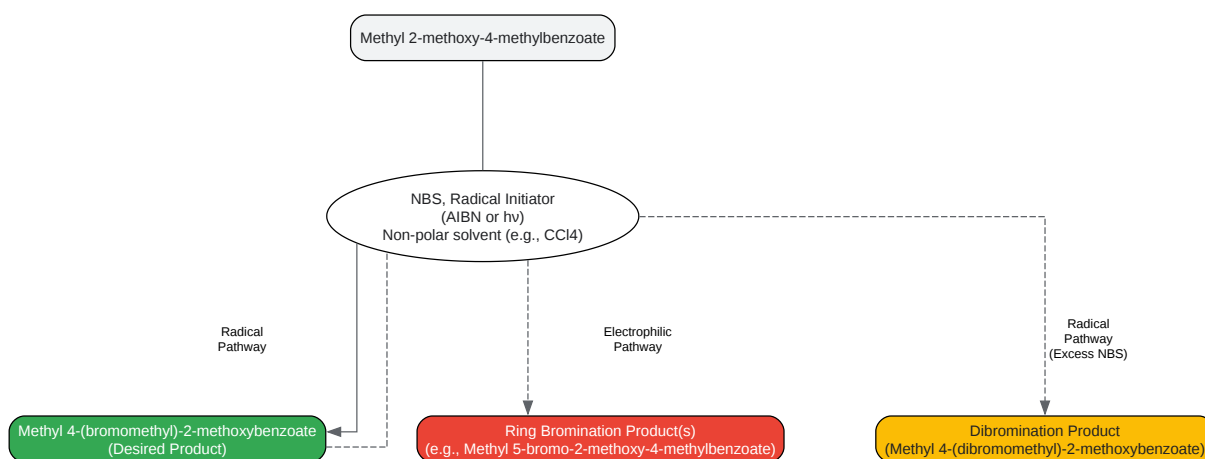 Methyl 2-methoxy-4-methylbenzoate
NBS, Radical Initiator
(AIBN or hν)
Non-polar solvent (e.g., CCl4)
Radical
Pathway
Electrophilic
Pathway
Radical
Pathway
(Excess NBS)
Methyl 4-(bromomethyl)-2-methoxybenzoate
(Desired Product)
Ring Bromination Product(s)
(e.g., Methyl 5-bromo-2-methoxy-4-methylbenzoate)
Dibromination Product
(Methyl 4-(dibromomethyl)-2-methoxybenzoate)